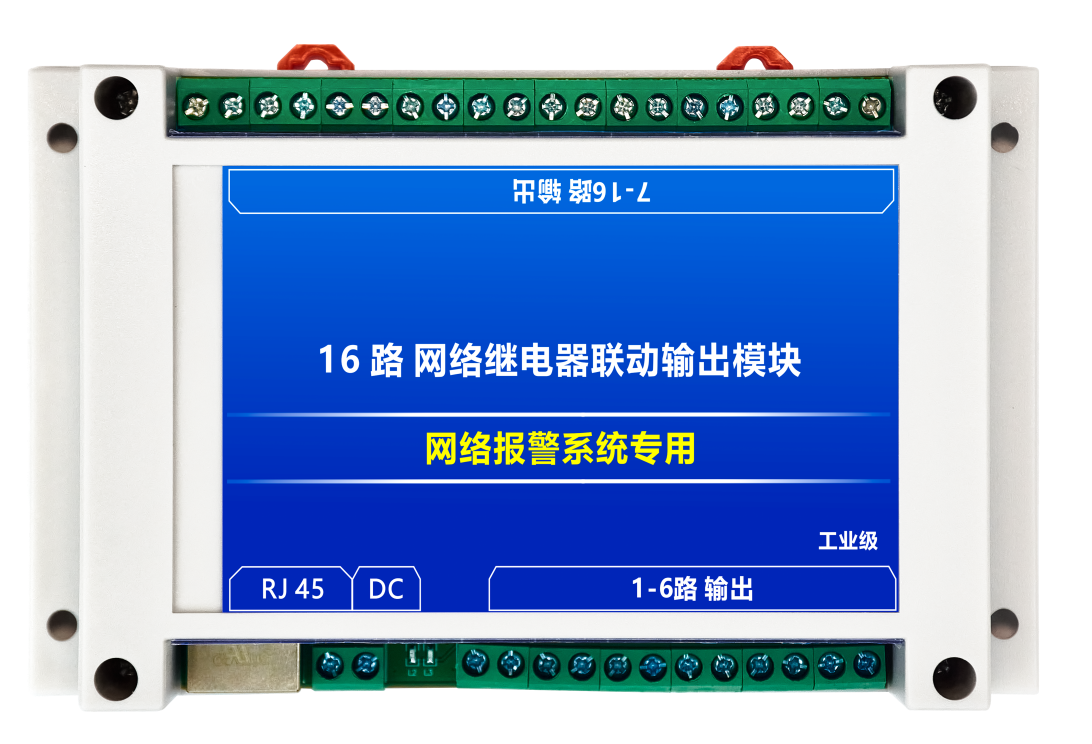 7-16路 输出
16 路 网络继电器联动输出模块
网络报警系统专用
工业级
RJ 45
DC
1-6路 输出